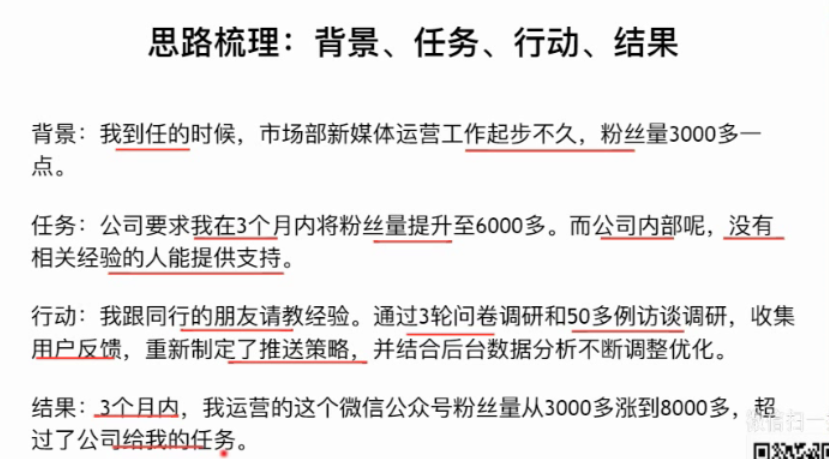 思路梳理：背景、任务、行动、结果
背景：我到任的时候，市场部新媒体运营工作起步不久，粉丝量3000多一
点。
任务：公司要求我在3个月内将粉丝量提升至6000多。而公司内部呢，没有
相关经验的人能提供支持。
行动：我跟同行的朋友请教经验。通过3轮问卷调研和50多例访谈调研，收集
用户反馈，重新制定了推送策略，并结合后台数据分析不断调整优化。
结果：3个月内，我运营的这个微信公众号粉丝量从3000多涨到8000多，超
过了公司给我的任务。
微信扫一